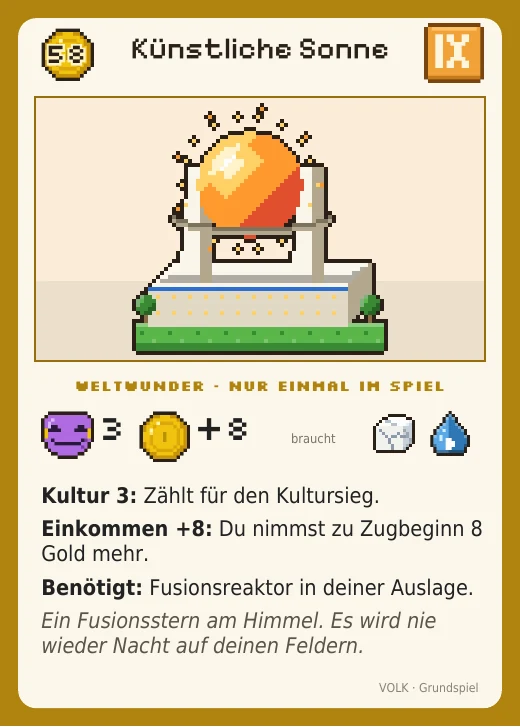 58 Künstliche Sonne IX
WELTWUNDER - NUR EINMAL IM SPIEL
3 +8 braucht
Kultur 3: Zählt für den Kultursieg.
Einkommen +8: Du nimmst zu Zugbeginn 8
Gold mehr.
Benötigt: Fusionsreaktor in deiner Auslage.
Ein Fusionsstern am Himmel. Es wird nie
wieder Nacht auf deinen Feldern.
VOLK · Grundspiel